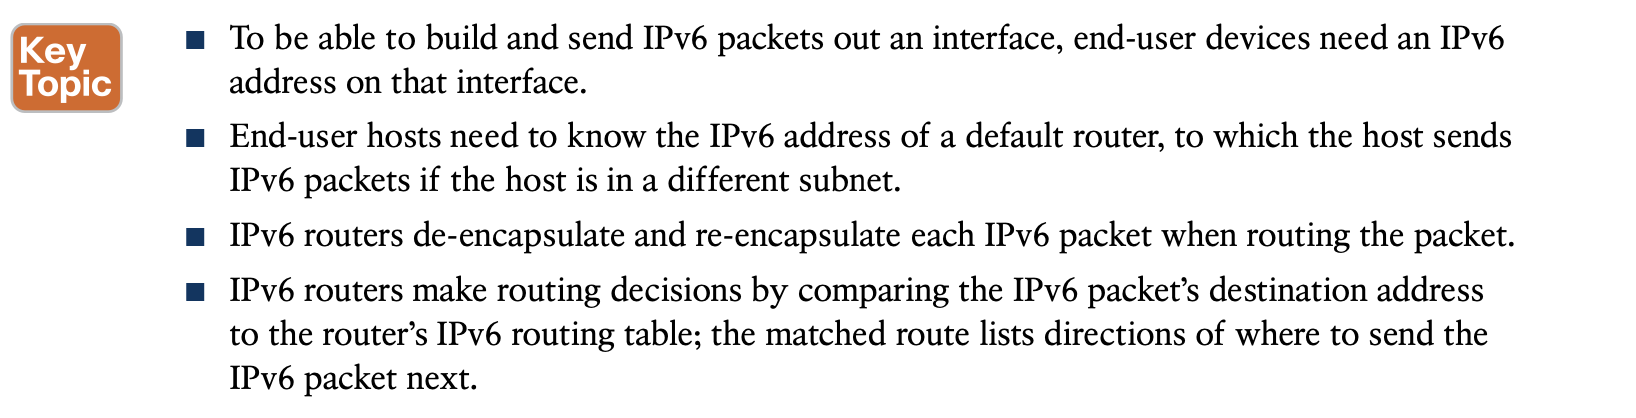 Key
Topic
■ To be able to build and send IPv6 packets out an interface, end-user devices need an IPv6
address on that interface.
■ End-user hosts need to know the IPv6 address of a default router, to which the host sends
IPv6 packets if the host is in a different subnet.
■ IPv6 routers de-encapsulate and re-encapsulate each IPv6 packet when routing the packet.
■ IPv6 routers make routing decisions by comparing the IPv6 packet’s destination address
to the router’s IPv6 routing table; the matched route lists directions of where to send the
IPv6 packet next.